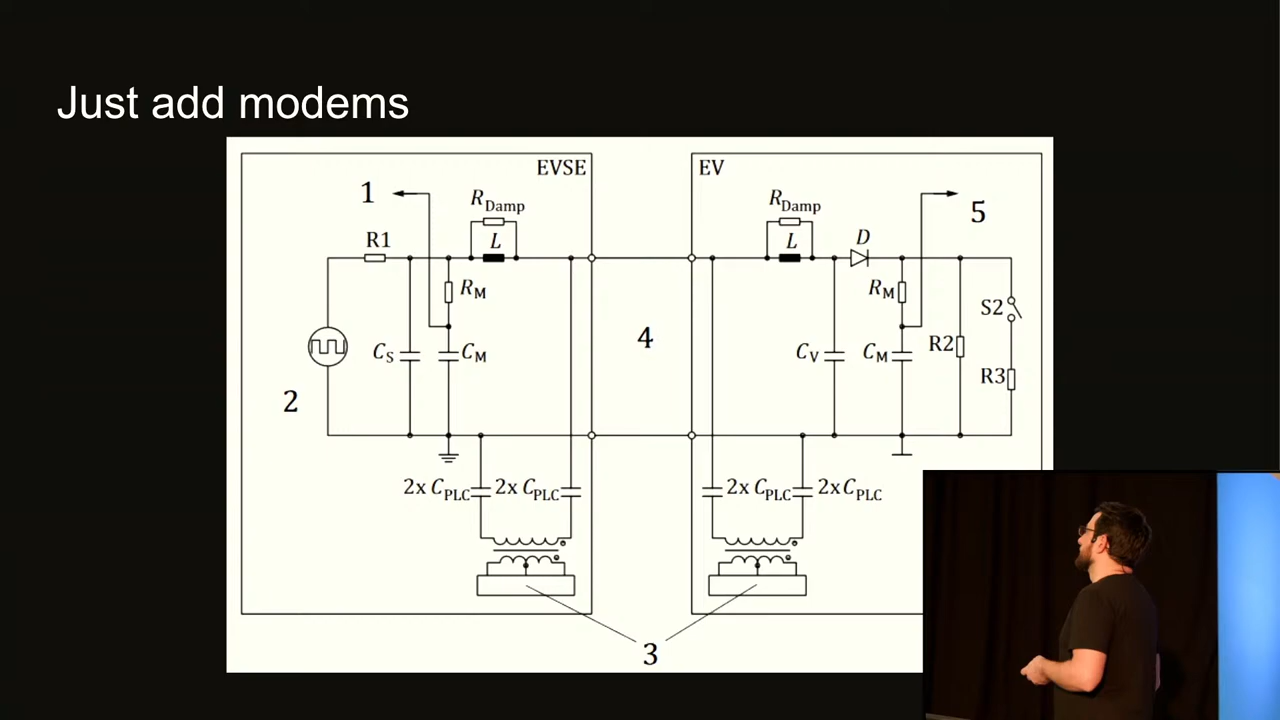 Just add modems
EVSE
EV
1
R_Damp
R_Damp
5
R1
L
L
D
R_M
R_M
S2
4
C_S
C_M
C_V
C_M
R2
R3
2
2x C_PLC
2x C_PLC
2x C_PLC
2x C_PLC
3